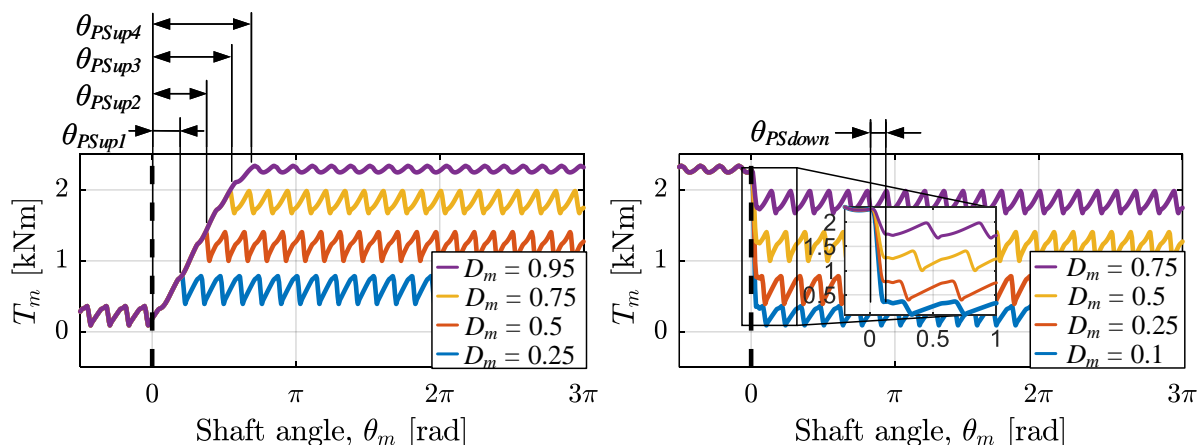 θPSup4
θPSup3
θPSup2
θPSup1
2
1
0
Tm [kNm]
Dm = 0.95
Dm = 0.75
Dm = 0.5
Dm = 0.25
0
π
2π
3π
Shaft angle, θm [rad]
θPSdown
2
1
0
Tm [kNm]
2
1.5
1
0.5
0
0.5
1
Dm = 0.75
Dm = 0.5
Dm = 0.25
Dm = 0.1
0
π
2π
3π
Shaft angle, θm [rad]